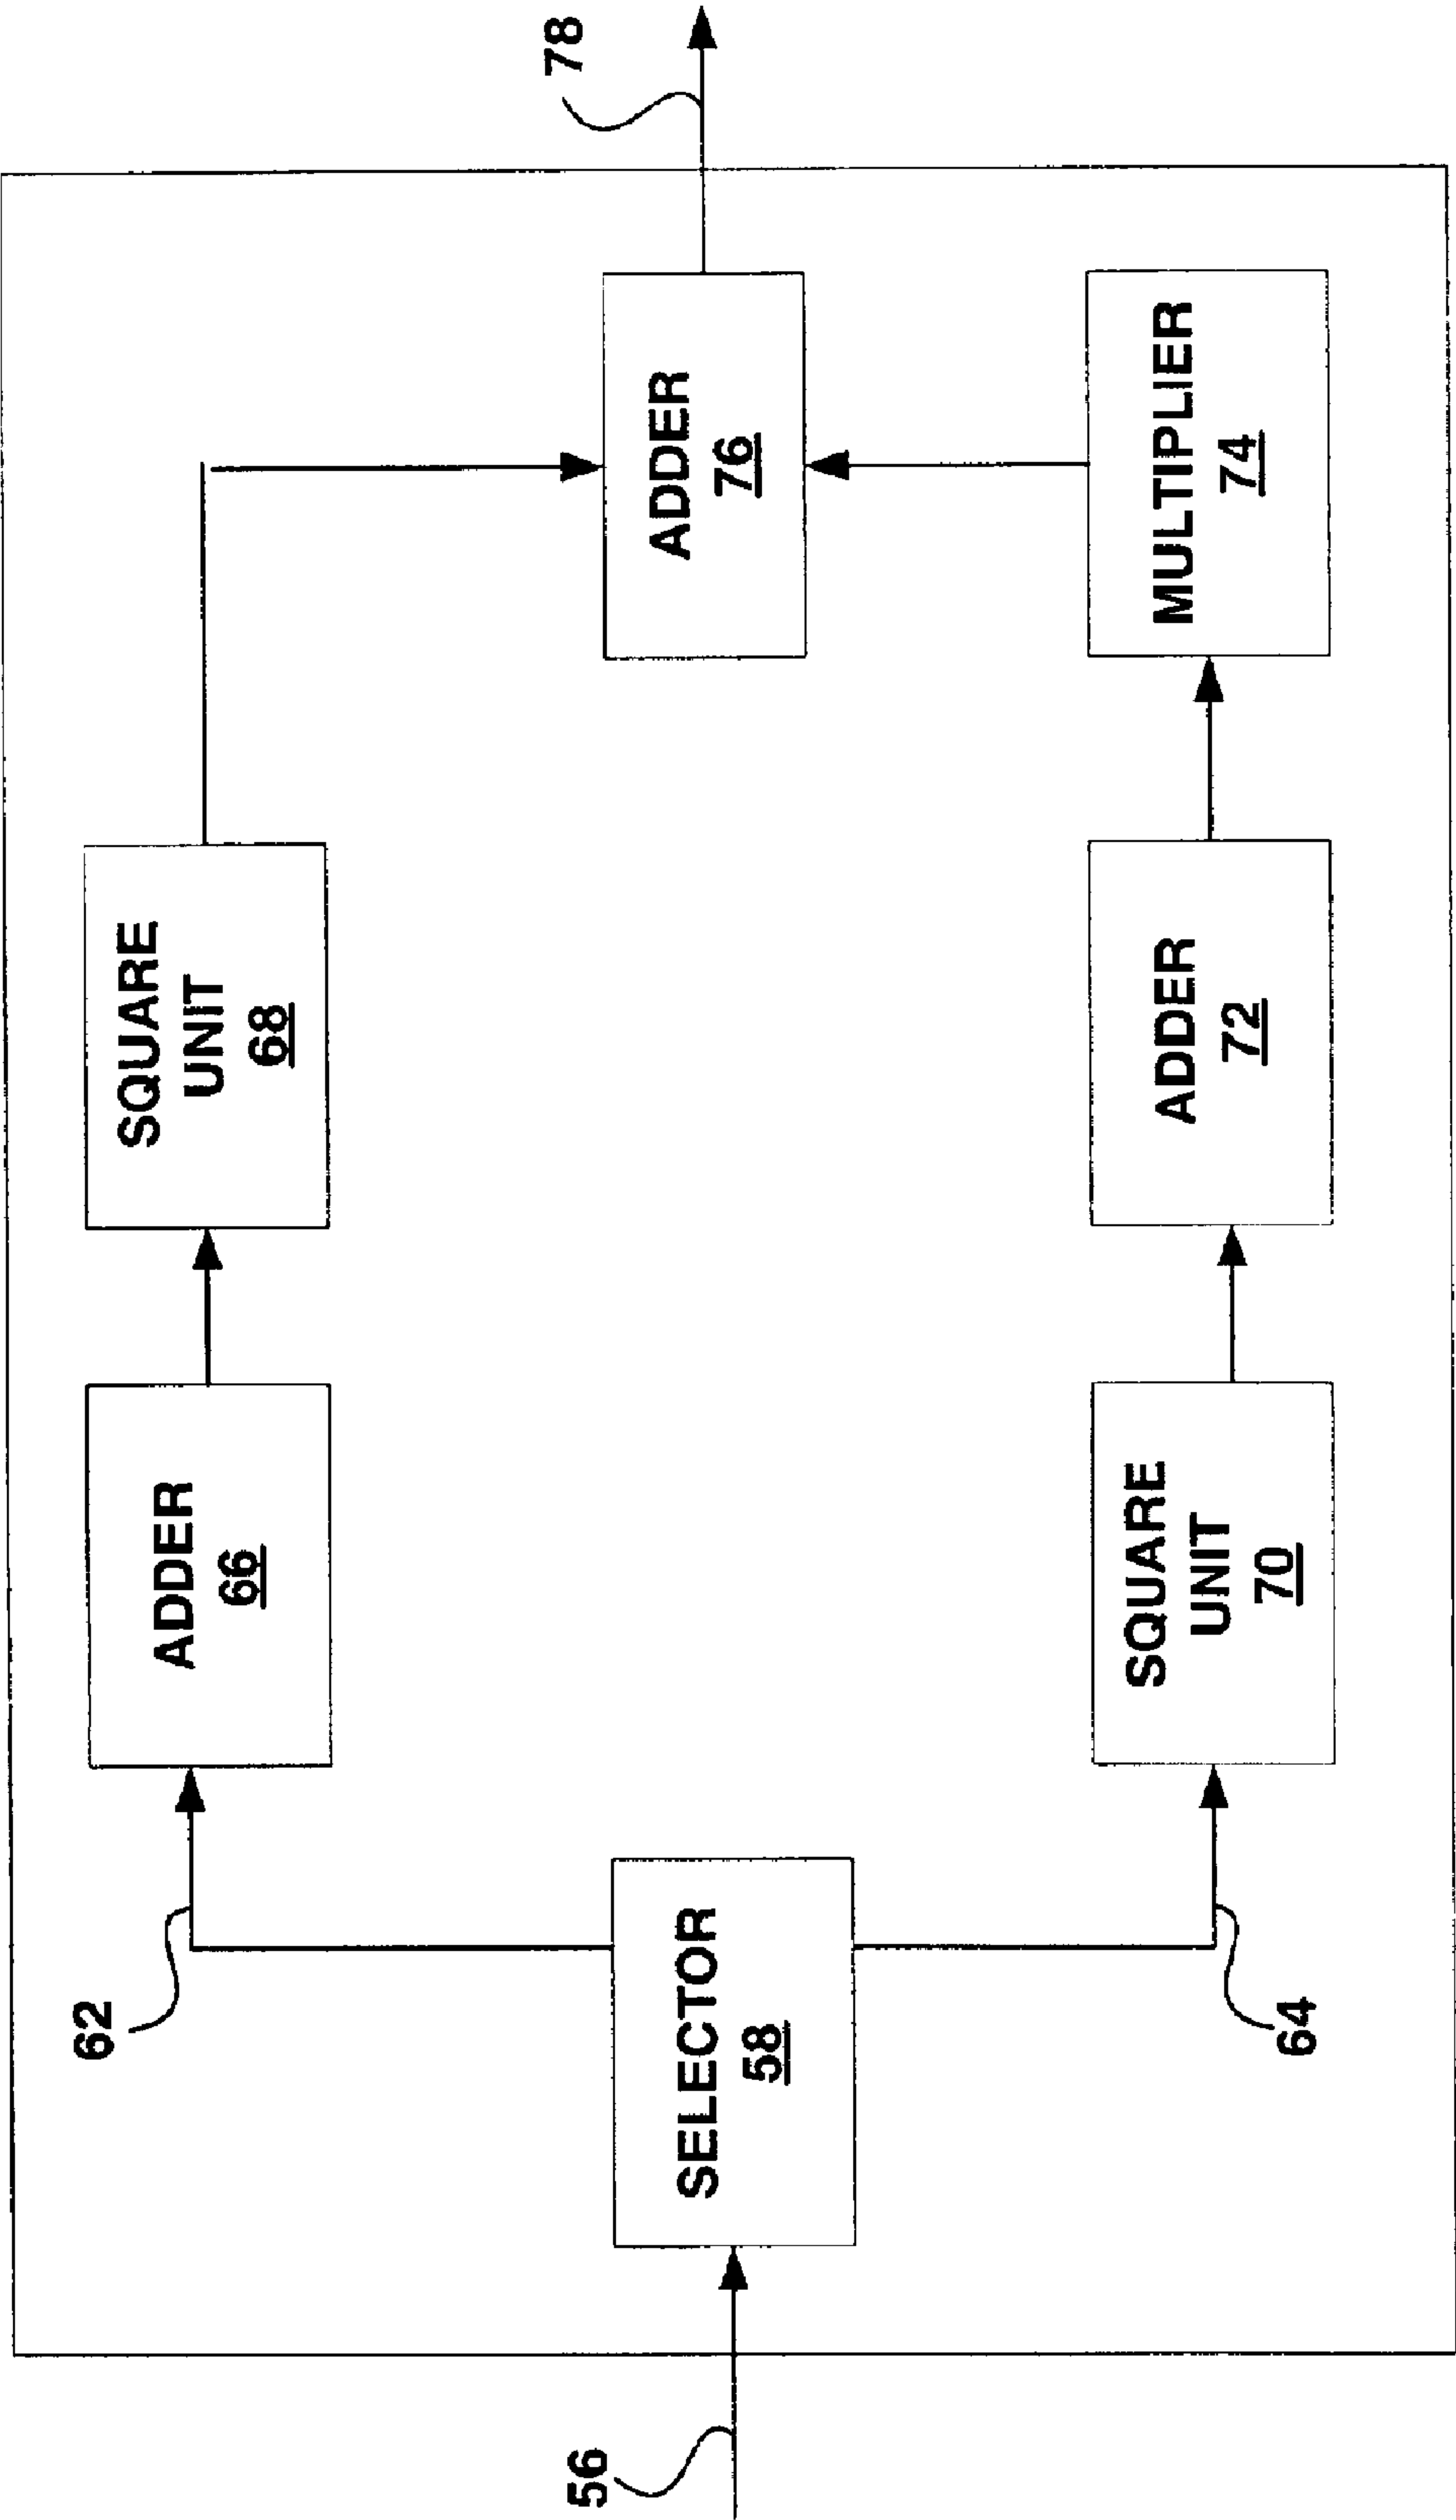 62
ADDER
66
SQUARE
UNIT
68
56
SELECTOR
58
ADDER
76
78
64
SQUARE
UNIT
70
ADDER
72
MULTIPLIER
74